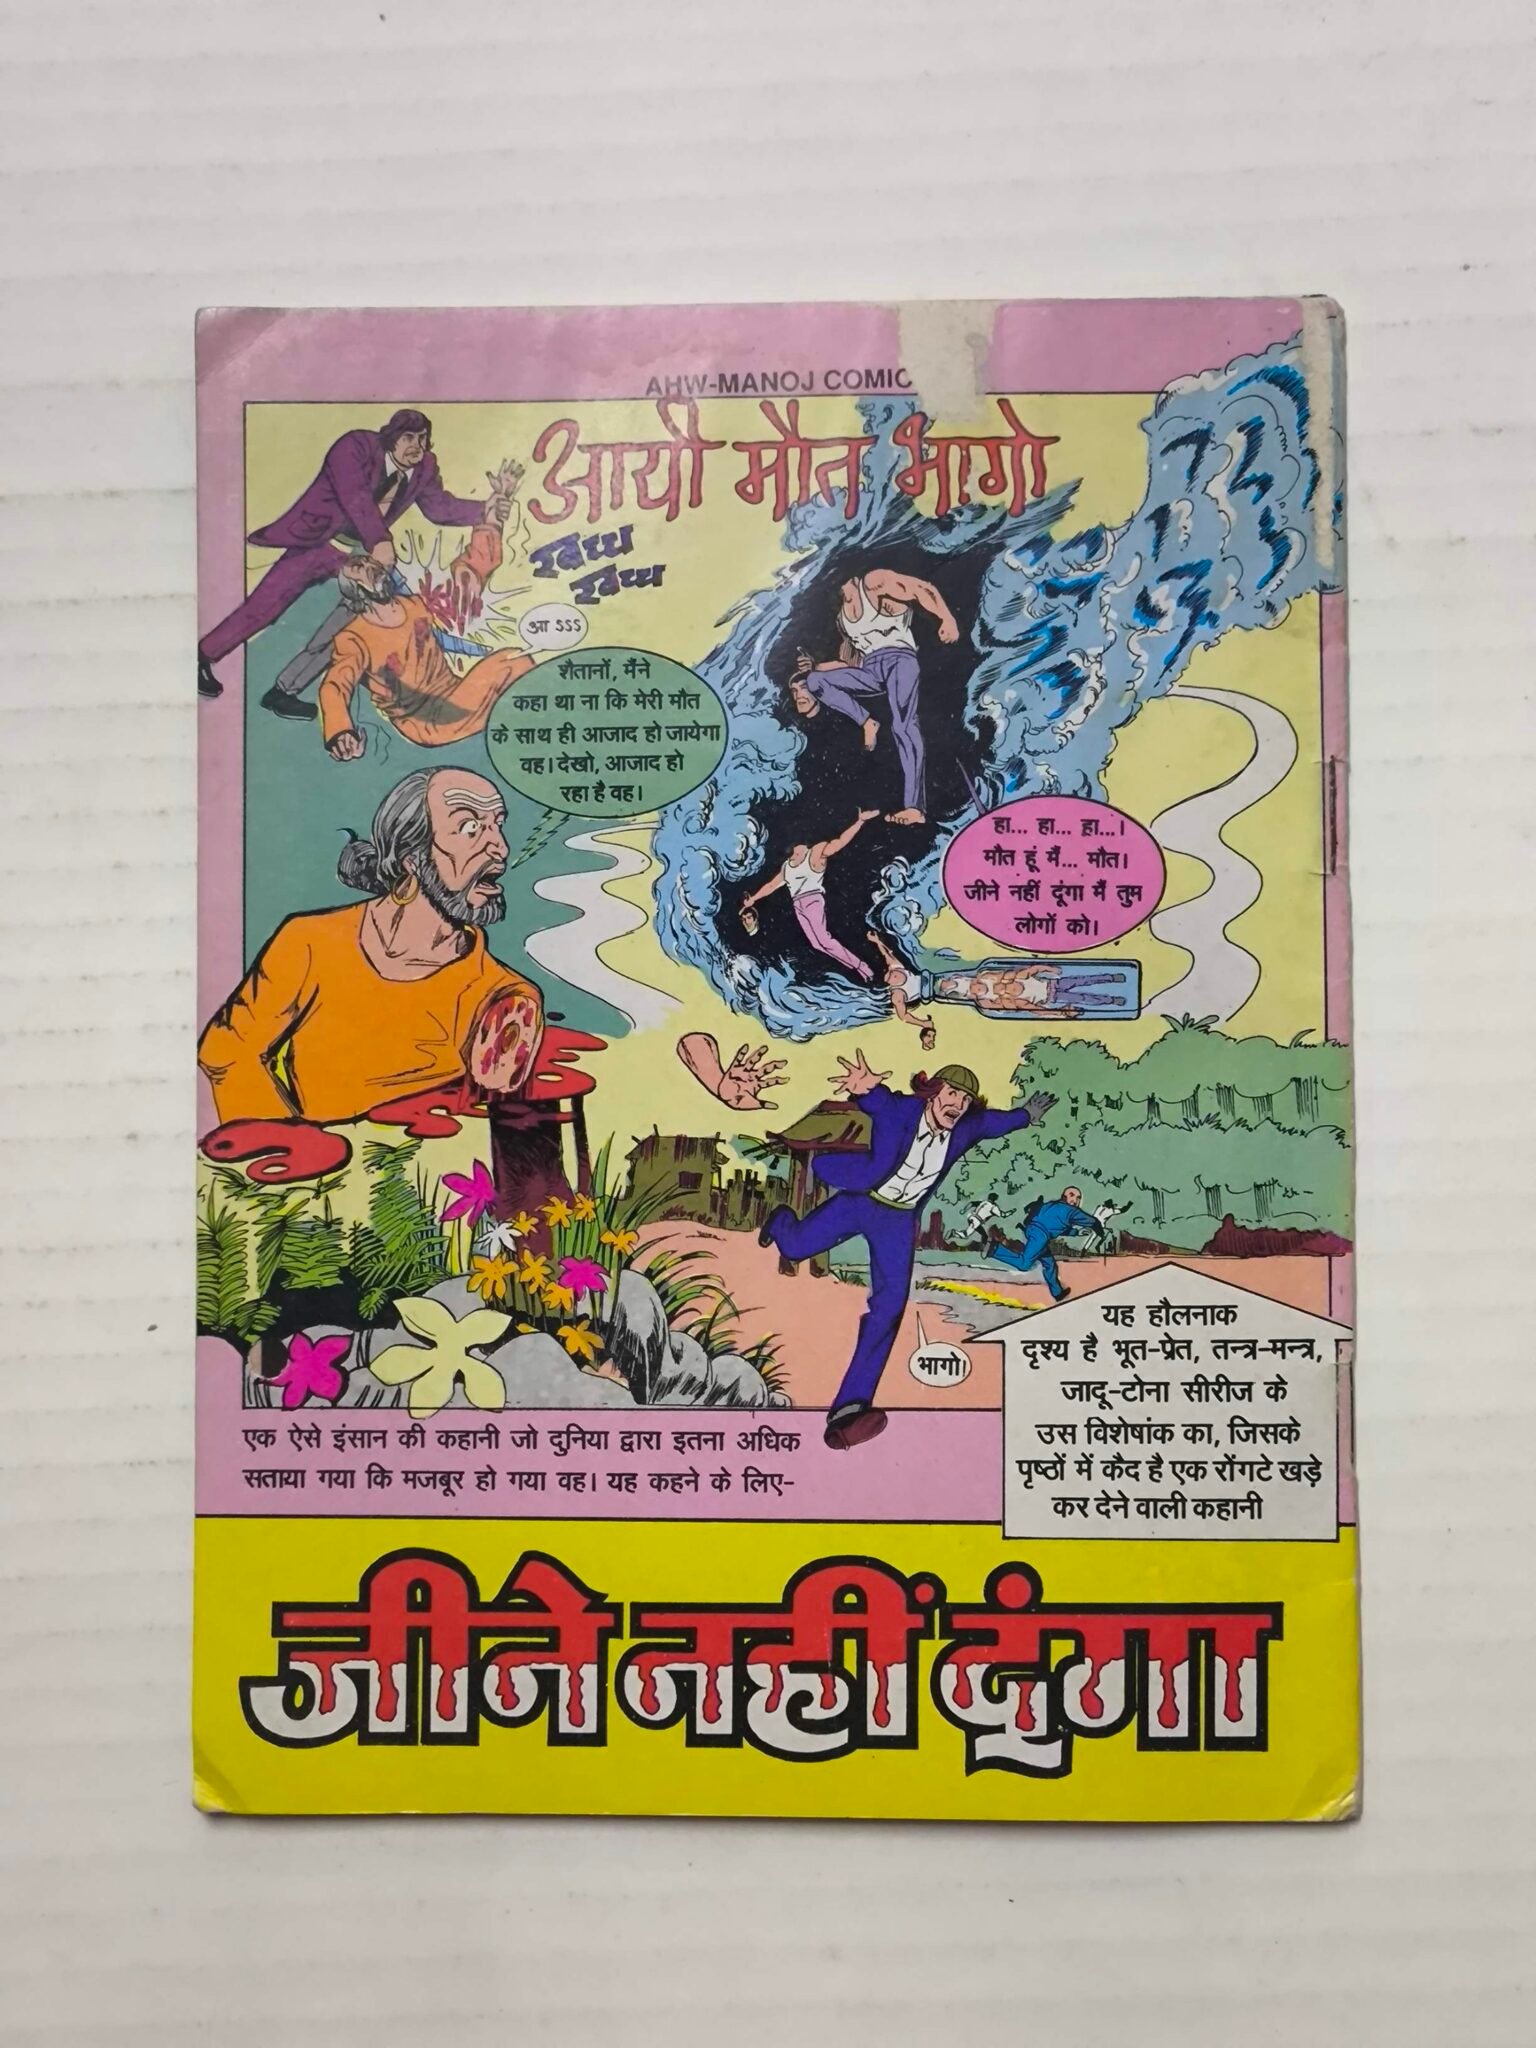 AHW-MANOJ COMIC
आयी मौत भागो
खच्च
खच्च
आ SSS
शैतानों, मैंने
कहा था ना कि मेरी मौत
के साथ ही आजाद हो जायेगा
वह। देखो, आजाद हो
रहा है वह।
हा... हा... हा...।
मौत हूं मैं... मौत।
जीने नहीं दूंगा मैं तुम
लोगों को।
भागो।
यह हौलनाक
दृश्य है भूत-प्रेत, तन्त्र-मन्त्र,
जादू-टोना सीरीज के
उस विशेषांक का, जिसके
पृष्ठों में कैद है एक रोंगटे खड़े
कर देने वाली कहानी
एक ऐसे इंसान की कहानी जो दुनिया द्वारा इतना अधिक
सताया गया कि मजबूर हो गया वह। यह कहने के लिए-
जीने नहीं दूंगा